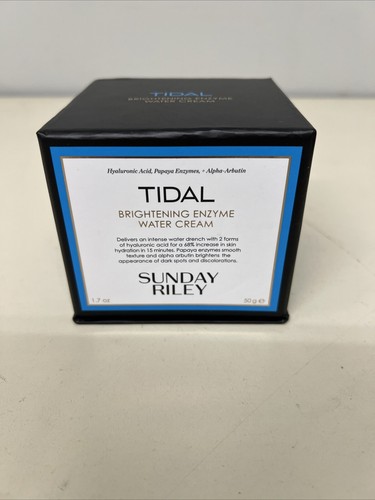 TIDAL
BRIGHTENING ENZYME
WATER CREAM
Hyaluronic Acid, Papaya Enzymes, + Alpha-Arbutin
TIDAL
BRIGHTENING ENZYME
WATER CREAM
Delivers an intense water drench with 2 forms
of hyaluronic acid for a 68% increase in skin
hydration in 15 minutes. Papaya enzymes smooth
texture and alpha arbutin brightens the
appearance of dark spots and discolorations.
SUNDAY
RILEY
1.7 oz
50 g ℮